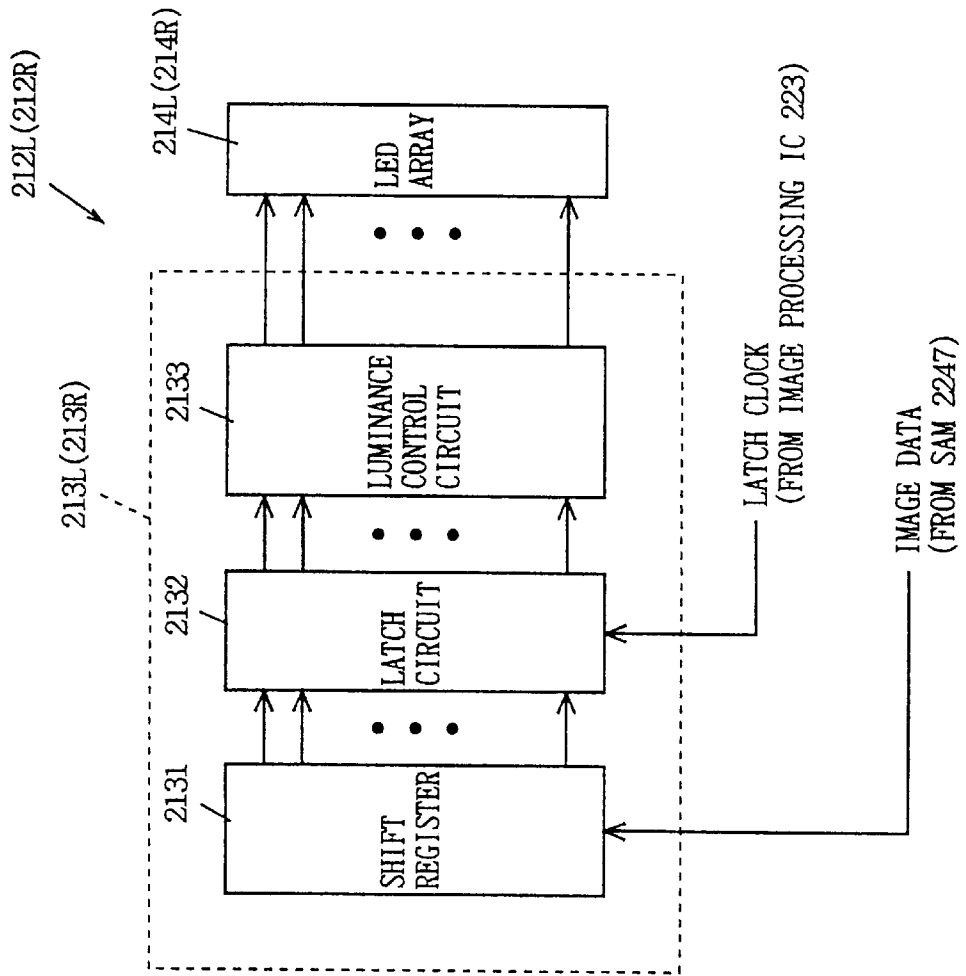 212L(212R)
213L(213R)
214L(214R)
2131
2132
2133
SHIFT
REGISTER
LATCH
CIRCUIT
LUMINANCE
CONTROL
CIRCUIT
LED
ARRAY
LATCH CLOCK
(FROM IMAGE PROCESSING IC 223)
IMAGE DATA
(FROM SAM 2247)